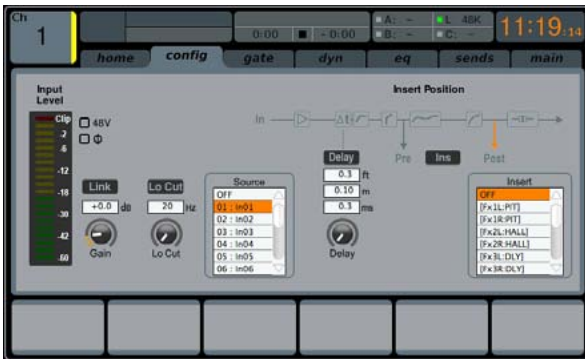 Ch
1
0:00 - 0:00
A: -
B: -
L 48K
C: -
11:19:14
home config gate dyn eq sends main
Input Level
Insert Position
Clip
-2
-6
-12
-18
-30
-42
-60
48V
Φ
In
Δt
Pre
Ins
Post
Link
+0.0 dB
Gain
Lo Cut
20 Hz
Lo Cut
Source
OFF
01 : In01
02 : In02
03 : In03
04 : In04
05 : In05
06 : In06
Delay
0.3 ft
0.10 m
0.3 ms
Delay
Insert
OFF
[Fx1L:PIT]
[Fx1R:PIT]
[Fx2L:HALL]
[Fx2R:HALL]
[Fx3L:DLY]
[Fx3R:DLY]